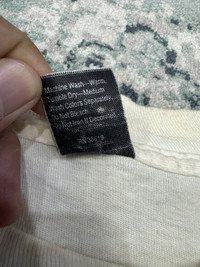 Machine Wash—Warm,
Tumble Dry—Medium
Wash Colors Separately.
Do Not Bleach.
Do Not Iron if Decorated.